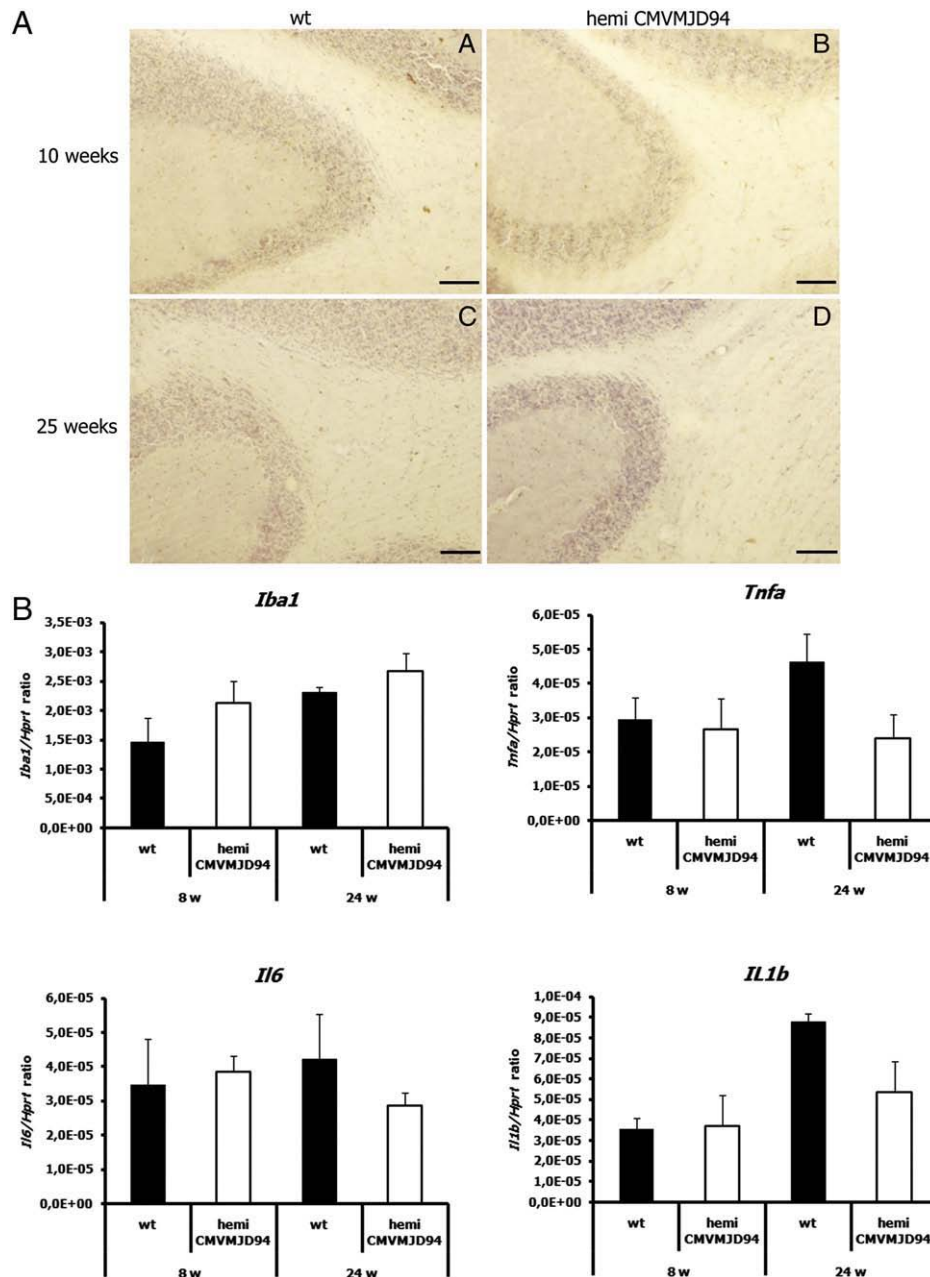 A
wt
hemi CMVMJD94
A
B
10 weeks
C
D
25 weeks
B
Iba1
Iba1/Hprt ratio
3,5E-03
3,0E-03
2,5E-03
2,0E-03
1,5E-03
1,0E-03
5,0E-04
0,0E+00
wt
hemi
CMVMJD94
wt
hemi
CMVMJD94
8 w
24 w
Tnfa
Tnfa/Hprt ratio
6,0E-05
5,0E-05
4,0E-05
3,0E-05
2,0E-05
1,0E-05
0,0E+00
wt
hemi
CMVMJD94
wt
hemi
CMVMJD94
8 w
24 w
Il6
Il6/Hprt ratio
6,0E-05
5,0E-05
4,0E-05
3,0E-05
2,0E-05
1,0E-05
0,0E+00
wt
hemi
CMVMJD94
wt
hemi
CMVMJD94
8 w
24 w
IL1b
Il1b/Hprt ratio
1,0E-04
9,0E-05
8,0E-05
7,0E-05
6,0E-05
5,0E-05
4,0E-05
3,0E-05
2,0E-05
1,0E-05
0,0E+00
wt
hemi
CMVMJD94
wt
hemi
CMVMJD94
8 w
24 w